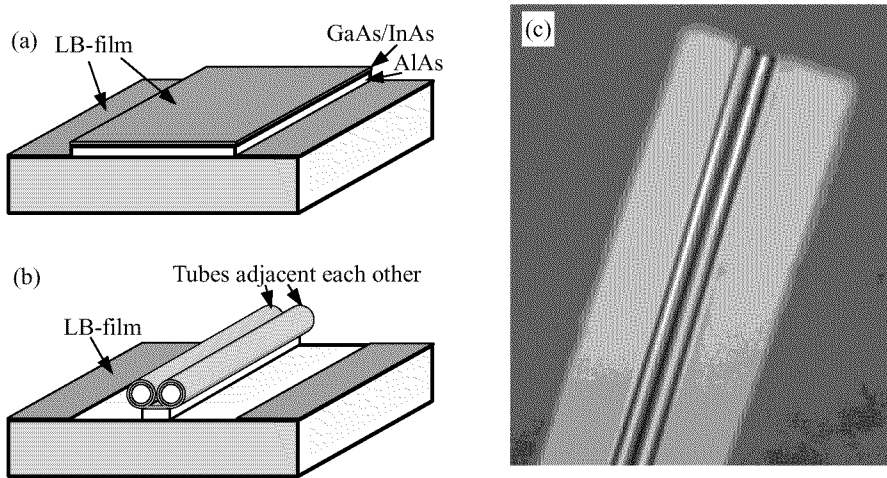 (a)
LB-film
GaAs/InAs
AlAs
(b)
Tubes adjacent each other
LB-film
(c)